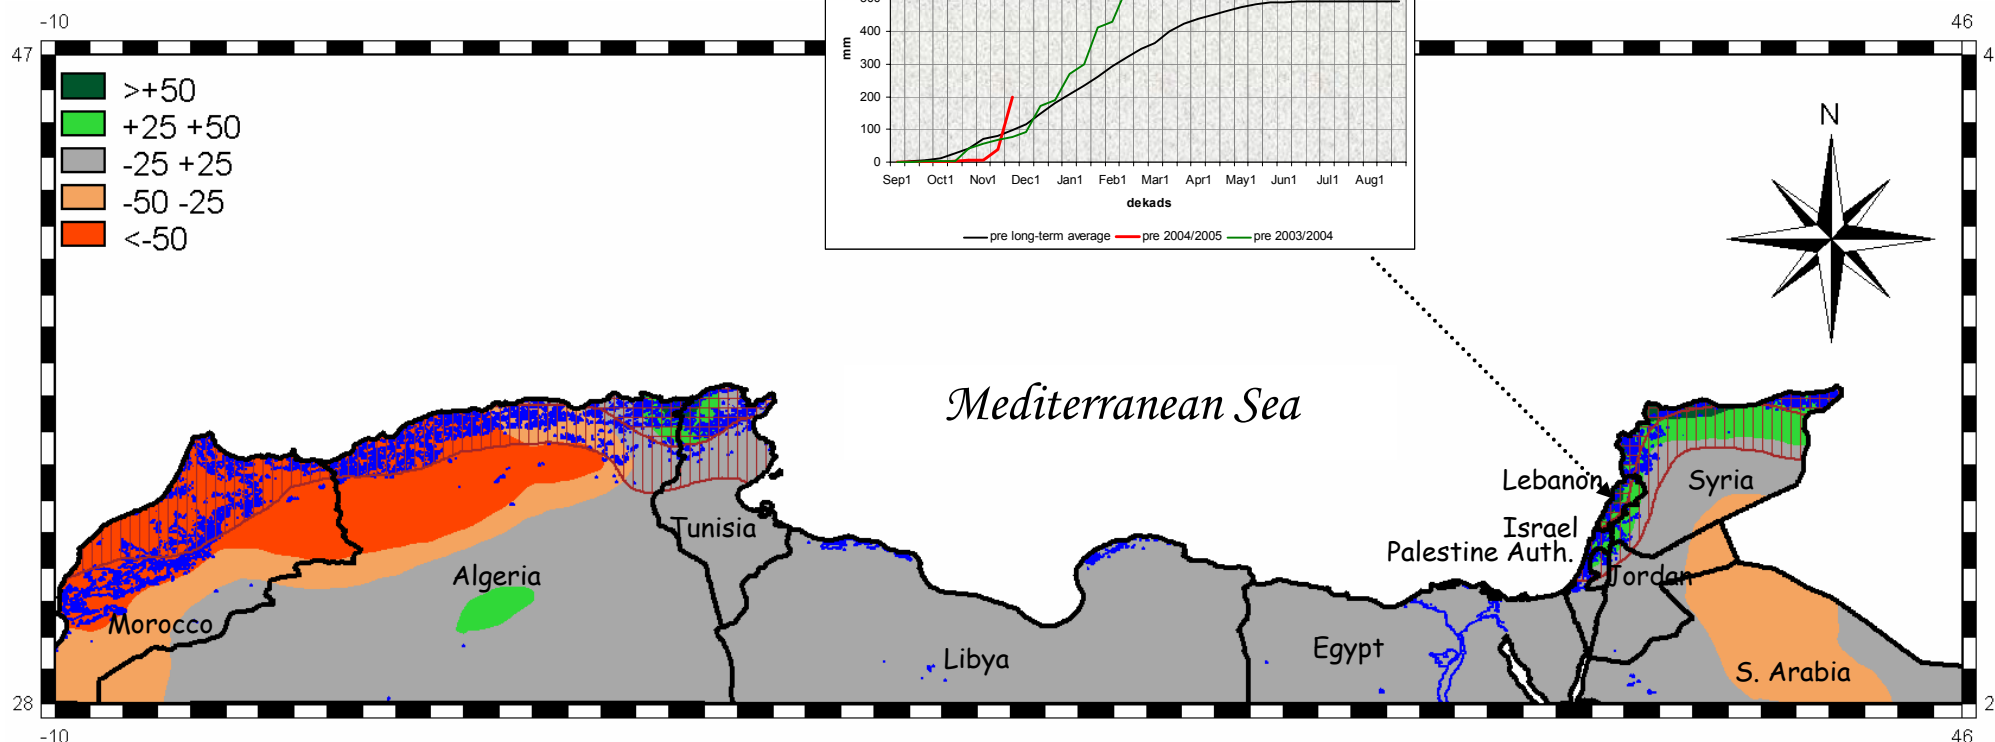 -10
46
47
4
>+50
+25 +50
-25 +25
-50 -25
<-50
mm
400
300
200
100
0
Sep1 Oct1 Nov1 Dec1 Jan1 Feb1 Mar1 Apr1 May1 Jun1 Jul1 Aug1
dekads
pre long-term average pre 2004/2005 pre 2003/2004
N
Mediterranean Sea
Lebanon
Syria
Israel
Palestine Auth.
Jordan
Tunisia
Algeria
Morocco
Libya
Egypt
S. Arabia
28
2
-10
46